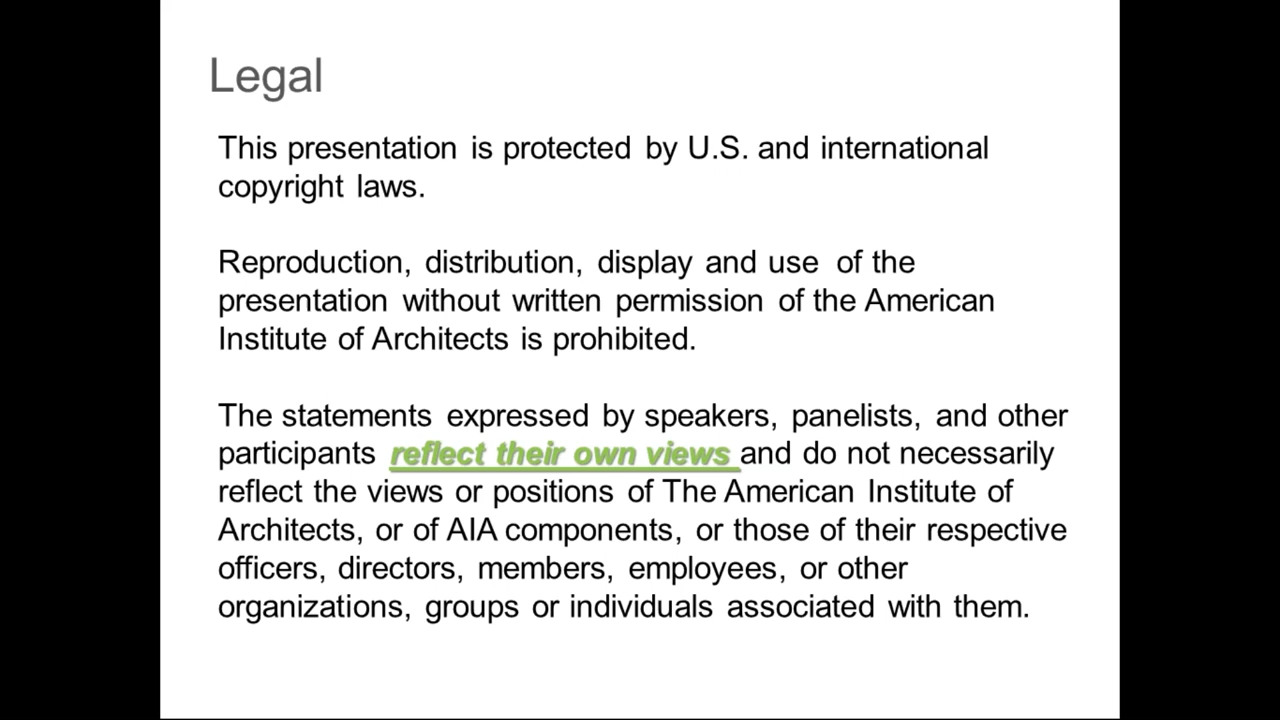 Legal
This presentation is protected by U.S. and international
copyright laws.
Reproduction, distribution, display and use of the
presentation without written permission of the American
Institute of Architects is prohibited.
The statements expressed by speakers, panelists, and other
participants reflect their own views and do not necessarily
reflect the views or positions of The American Institute of
Architects, or of AIA components, or those of their respective
officers, directors, members, employees, or other
organizations, groups or individuals associated with them.